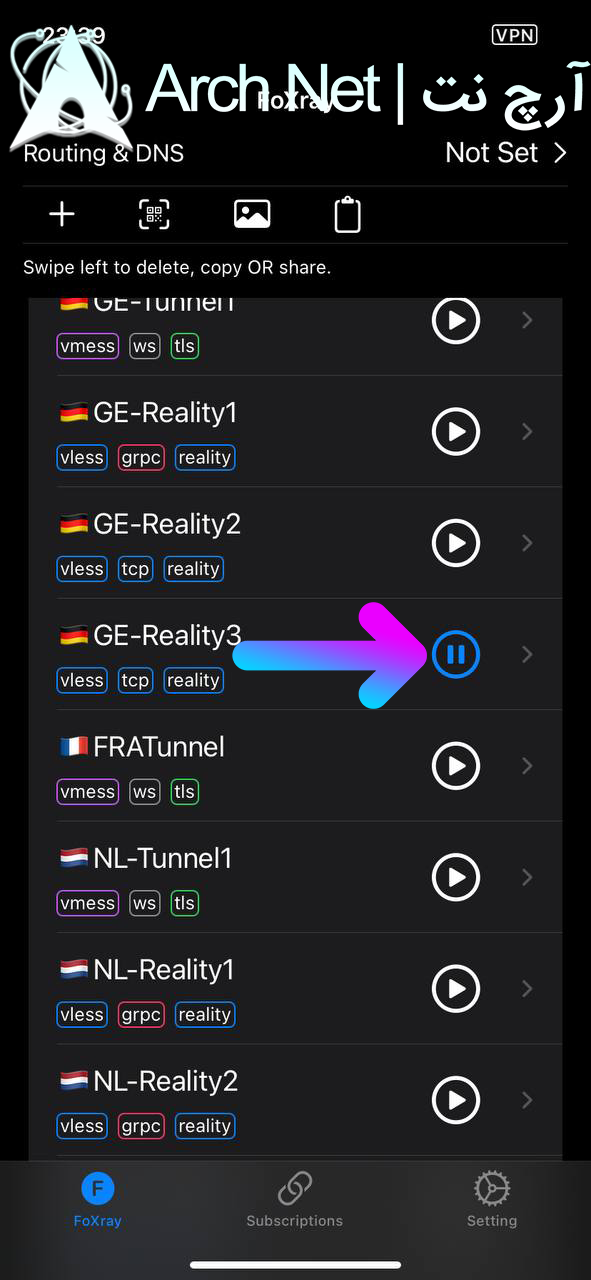 23:39
VPN
Arch Net | آرچ نت
FoXray
Routing & DNS
Not Set
Swipe left to delete, copy OR share.
GE-Tunnel1
vmess ws tls
GE-Reality1
vless grpc reality
GE-Reality2
vless tcp reality
GE-Reality3
vless tcp reality
FRATunnel
vmess ws tls
NL-Tunnel1
vmess ws tls
NL-Reality1
vless grpc reality
NL-Reality2
vless grpc reality
F
FoXray
Subscriptions
Setting